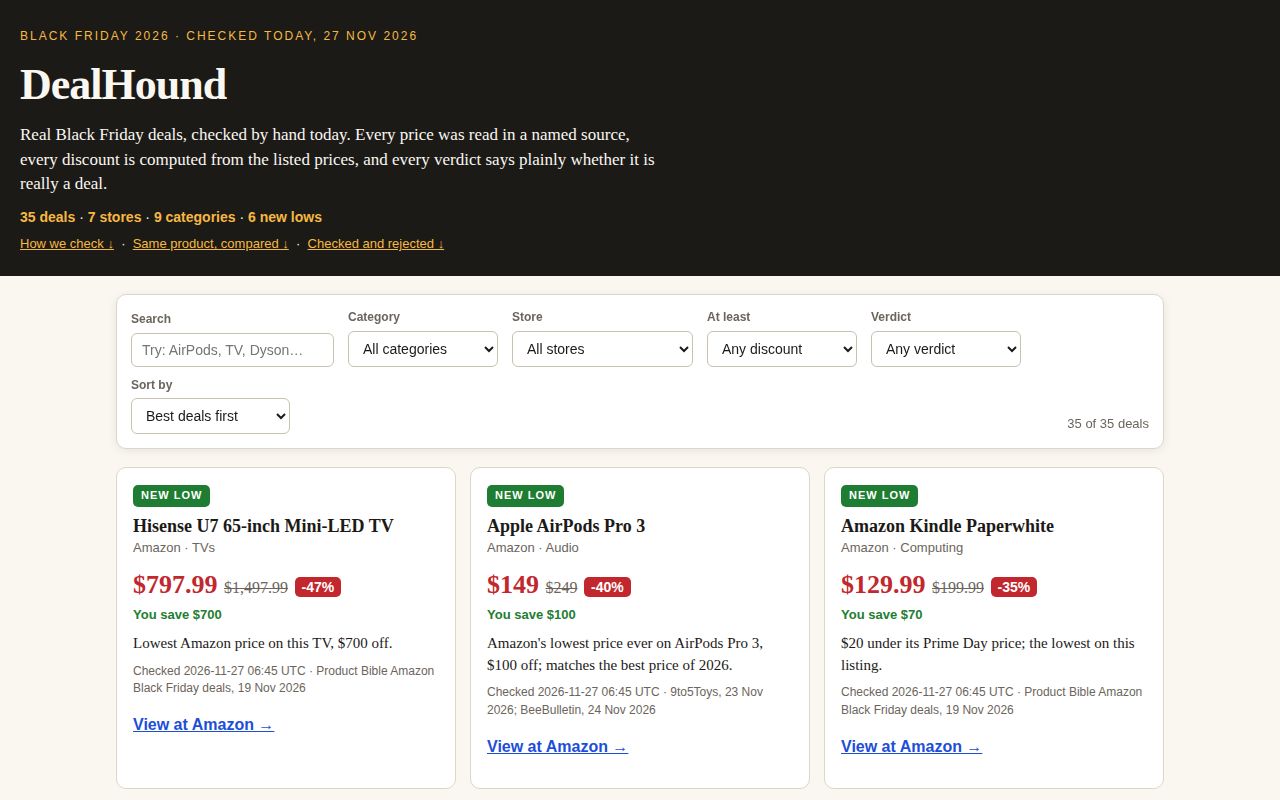 BLACK FRIDAY 2026 · CHECKED TODAY, 27 NOV 2026
DealHound
Real Black Friday deals, checked by hand today. Every price was read in a named source,
every discount is computed from the listed prices, and every verdict says plainly whether it is
really a deal.
35 deals · 7 stores · 9 categories · 6 new lows
How we check ↓ · Same product, compared ↓ · Checked and rejected ↓
Search
Try: AirPods, TV, Dyson…
Category
All categories
Store
All stores
At least
Any discount
Verdict
Any verdict
Sort by
Best deals first
35 of 35 deals
NEW LOW
Hisense U7 65-inch Mini-LED TV
Amazon · TVs
$797.99 $1,497.99 -47%
You save $700
Lowest Amazon price on this TV, $700 off.
Checked 2026-11-27 06:45 UTC · Product Bible Amazon
Black Friday deals, 19 Nov 2026
View at Amazon →
NEW LOW
Apple AirPods Pro 3
Amazon · Audio
$149 $249 -40%
You save $100
Amazon's lowest price ever on AirPods Pro 3,
$100 off; matches the best price of 2026.
Checked 2026-11-27 06:45 UTC · 9to5Toys, 23 Nov
2026; BeeBulletin, 24 Nov 2026
View at Amazon →
NEW LOW
Amazon Kindle Paperwhite
Amazon · Computing
$129.99 $199.99 -35%
You save $70
$20 under its Prime Day price; the lowest on this
listing.
Checked 2026-11-27 06:45 UTC · Product Bible Amazon
Black Friday deals, 19 Nov 2026
View at Amazon →